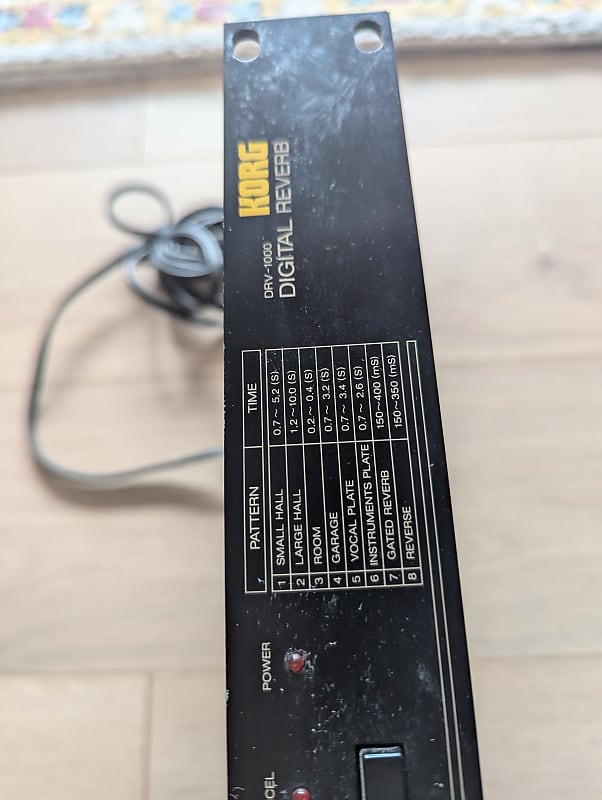 KORG
DRV-1000
DIGITAL REVERB
PATTERN TIME
1 SMALL HALL 0.7~ 5.2 (S)
2 LARGE HALL 1.2~10.0 (S)
3 ROOM 0.2~ 0.4 (S)
4 GARAGE 0.7~ 3.2 (S)
5 VOCAL PLATE 0.7~ 3.4 (S)
6 INSTRUMENTS PLATE 0.7~ 2.6 (S)
7 GATED REVERB 150~400 (mS)
8 REVERSE 150~350 (mS)
POWER
CEL